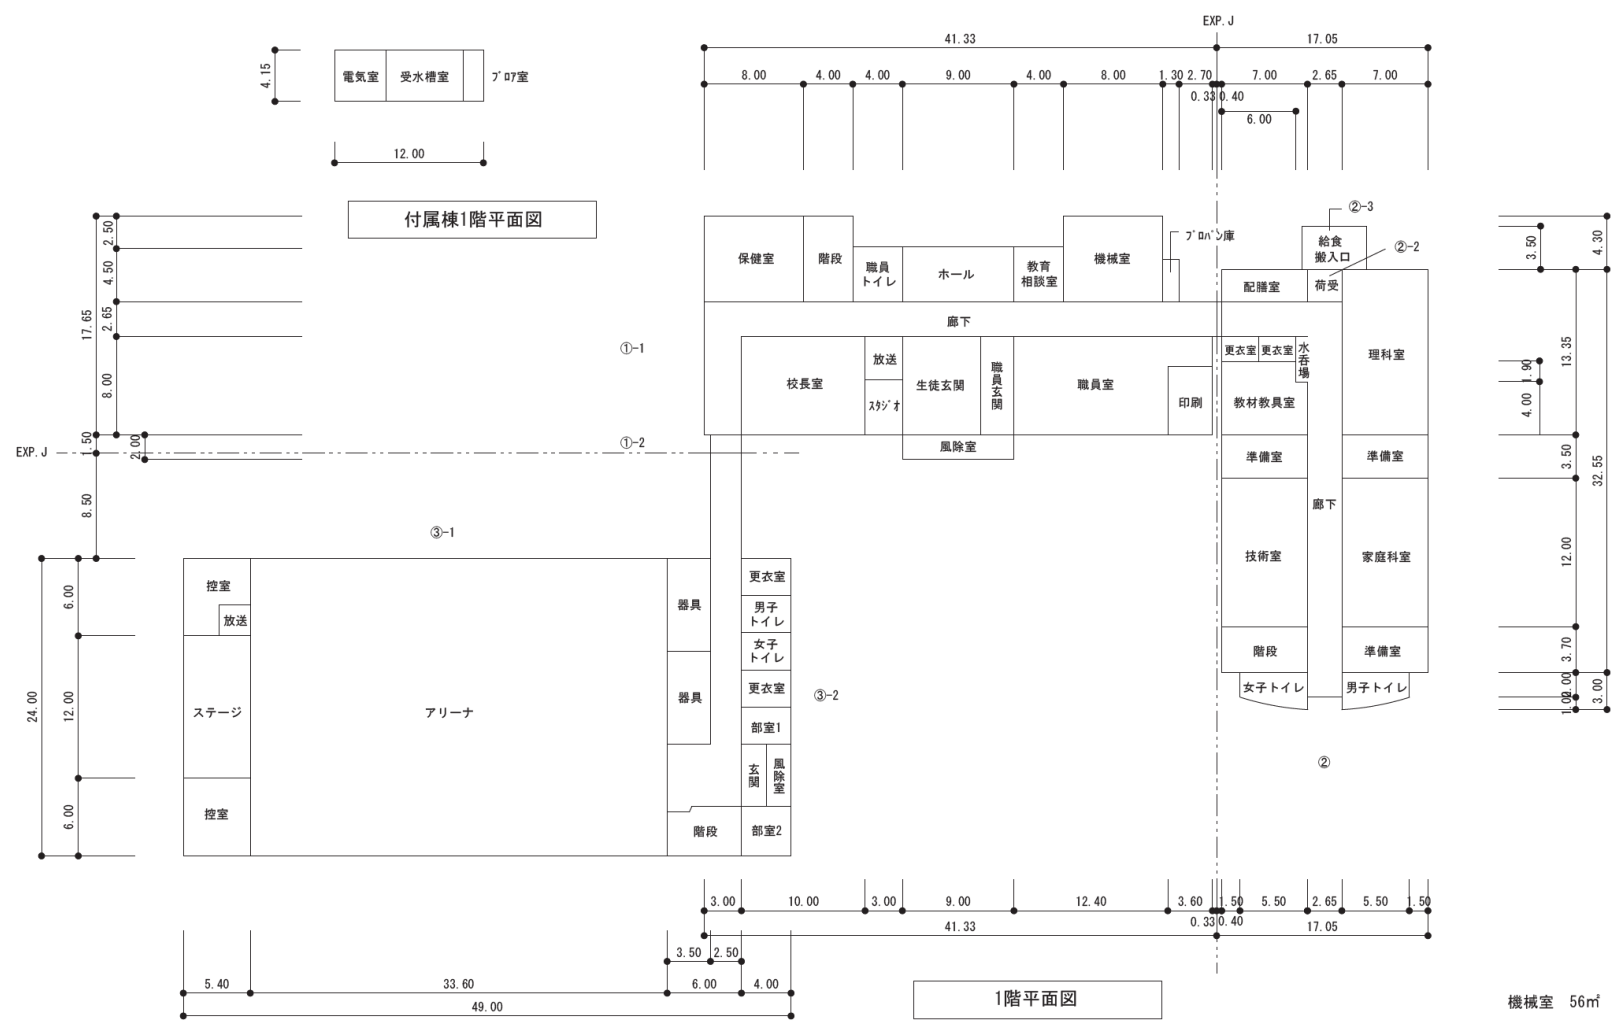 EXP.J
41.33
17.05
8.00
4.00
4.00
9.00
4.00
8.00
1.30
2.70
7.00
2.65
7.00
0.33
0.40
6.00
4.15
電気室
受水槽室
ﾌﾞﾛｱ室
12.00
付属棟1階平面図
②-3
②-2
ﾌﾟﾛﾊﾟﾝ庫
保健室
階段
職員
トイレ
ホール
教育
相談室
機械室
給食
搬入口
配膳室
荷受
廊下
校長室
放送
ｽﾀｼﾞｵ
生徒玄関
職員玄関
職員室
印刷
更衣室
更衣室
水呑場
教材教具室
理科室
風除室
準備室
準備室
廊下
技術室
家庭科室
階段
準備室
女子トイレ
男子トイレ
②
①-1
①-2
③-1
③-2
2.50
4.50
2.65
8.00
17.65
1.50
2.00
EXP.J
8.50
24.00
6.00
12.00
6.00
3.50
4.30
13.35
1.90
4.00
3.50
32.55
12.00
3.70
2.00
1.00
3.00
控室
放送
ステージ
控室
アリーナ
器具
器具
更衣室
男子
トイレ
女子
トイレ
更衣室
部室1
玄関
風除室
階段
部室2
3.00
10.00
3.00
9.00
12.40
3.60
1.50
5.50
2.65
5.50
1.50
0.33
0.40
41.33
17.05
3.50
2.50
5.40
33.60
6.00
4.00
49.00
1階平面図
機械室 56㎡